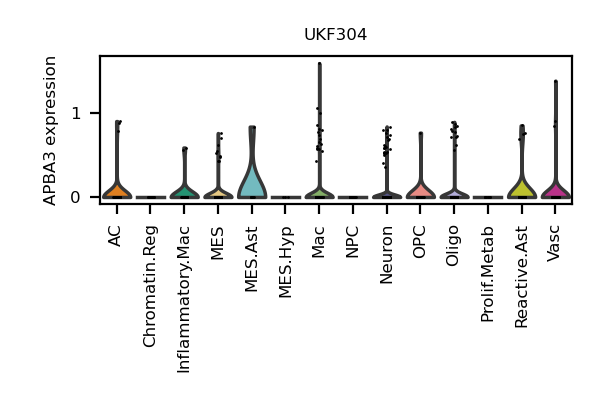 UKF304
APBA3 expression
1
0
AC
Chromatin.Reg
Inflammatory.Mac
MES
MES.Ast
MES.Hyp
Mac
NPC
Neuron
OPC
Oligo
Prolif.Metab
Reactive.Ast
Vasc